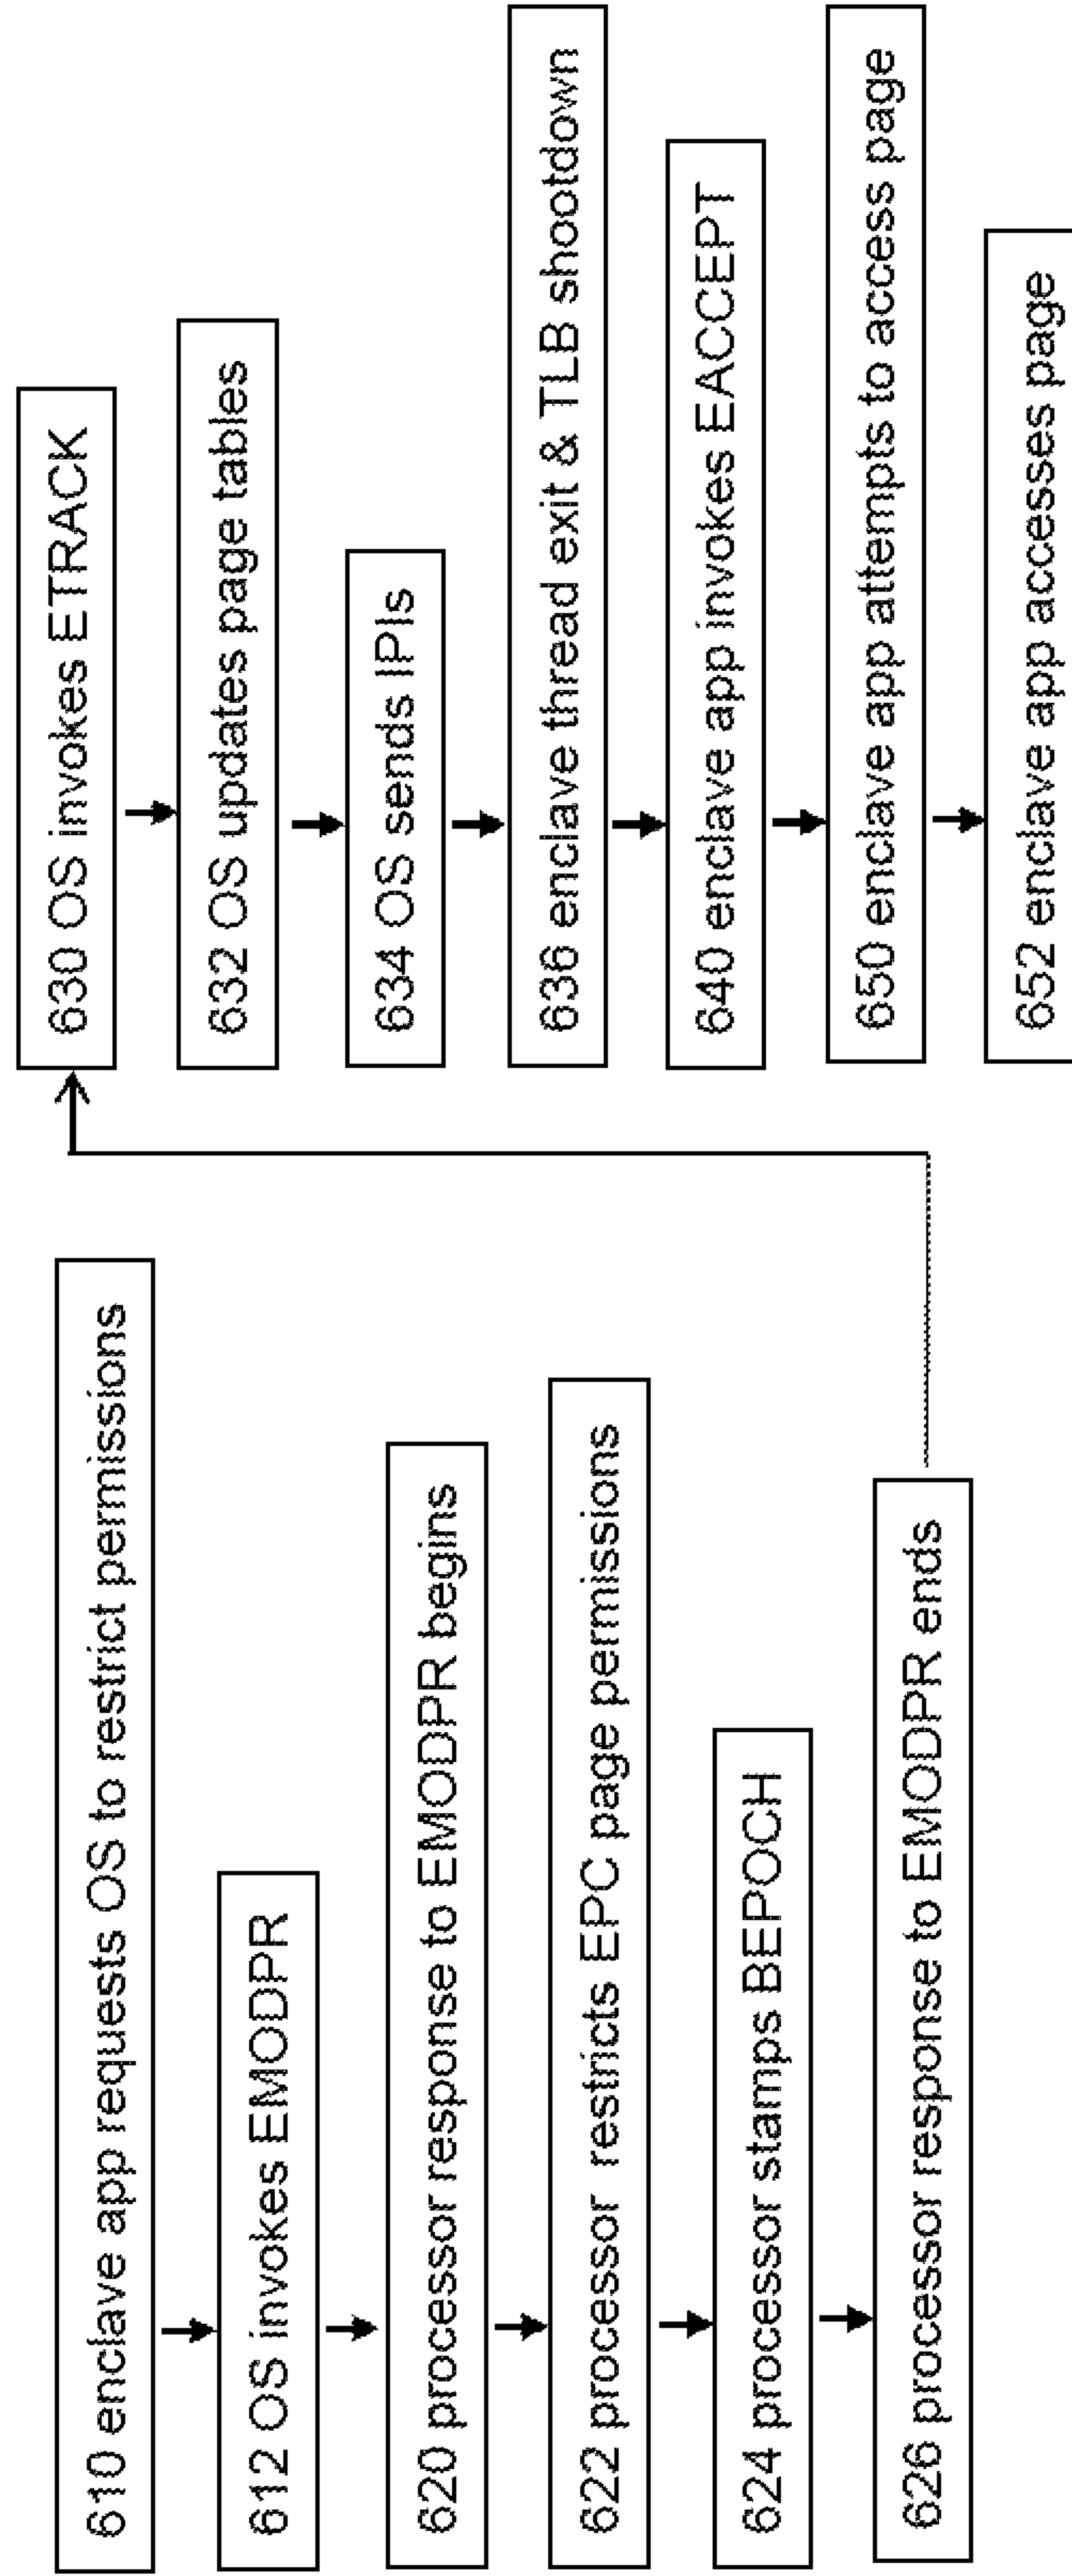 610 enclave app requests OS to restrict permissions
612 OS invokes EMODPR
620 processor response to EMODPR begins
622 processor restricts EPC page permissions
624 processor stamps BEPOCH
626 processor response to EMODPR ends
630 OS invokes ETRACK
632 OS updates page tables
634 OS sends IPIs
636 enclave thread exit & TLB shootdown
640 enclave app invokes EACCEPT
650 enclave app attempts to access page
652 enclave app accesses page